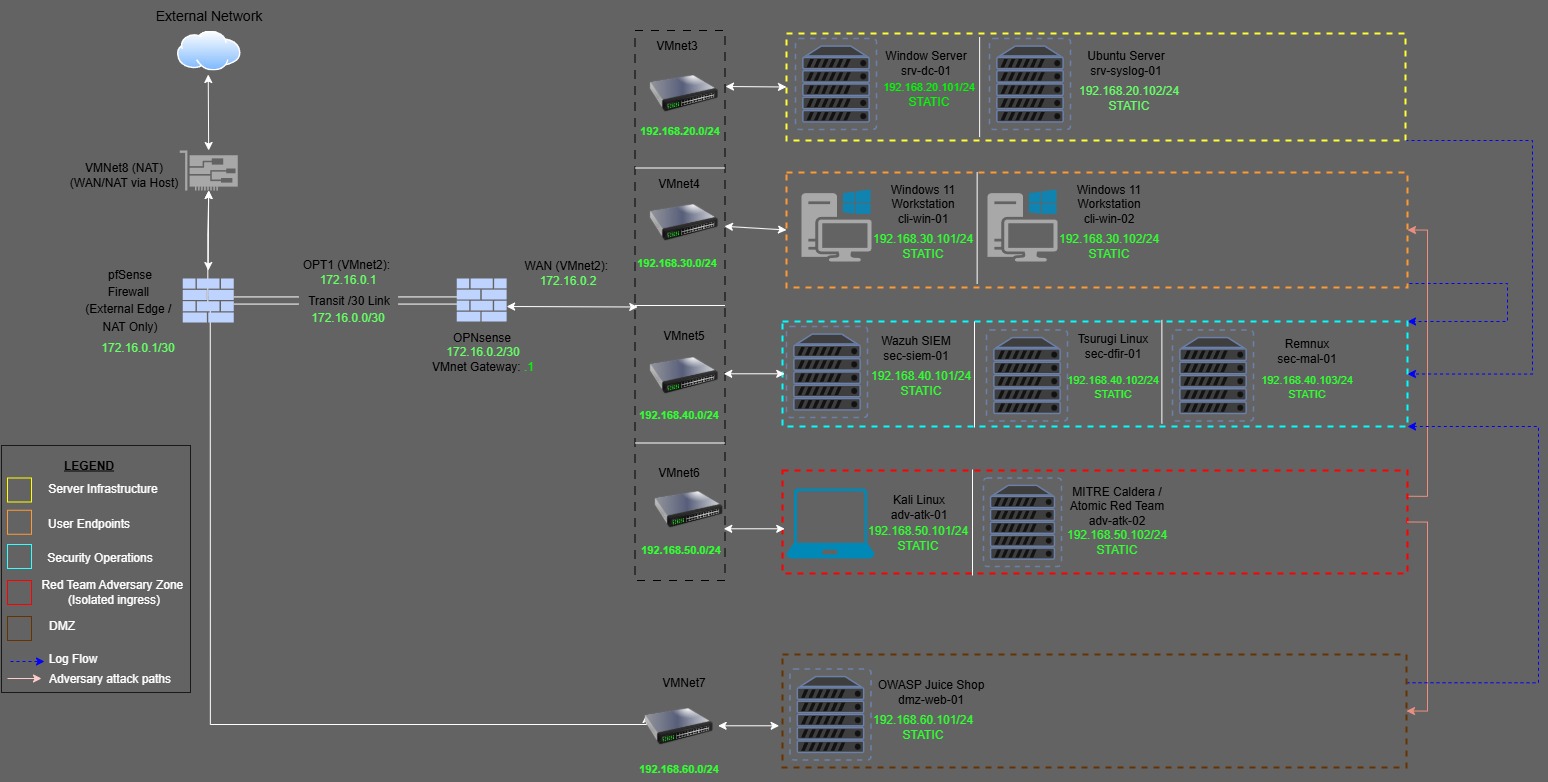 External Network
VMNet8 (NAT)
(WAN/NAT via Host)
pfSense
Firewall
(External Edge /
NAT Only)
172.16.0.1/30
OPT1 (VMnet2):
172.16.0.1
Transit /30 Link
172.16.0.0/30
WAN (VMnet2):
172.16.0.2
OPNsense
172.16.0.2/30
VMnet Gateway: .1
VMnet3
192.168.20.0/24
VMnet4
192.168.30.0/24
VMnet5
192.168.40.0/24
VMnet6
192.168.50.0/24
VMNet7
192.168.60.0/24
Window Server
srv-dc-01
192.168.20.101/24
STATIC
Ubuntu Server
srv-syslog-01
192.168.20.102/24
STATIC
Windows 11
Workstation
cli-win-01
192.168.30.101/24
STATIC
Windows 11
Workstation
cli-win-02
192.168.30.102/24
STATIC
Wazuh SIEM
sec-siem-01
192.168.40.101/24
STATIC
Tsurugi Linux
sec-dfir-01
192.168.40.102/24
STATIC
Remnux
sec-mal-01
192.168.40.103/24
STATIC
Kali Linux
adv-atk-01
192.168.50.101/24
STATIC
MITRE Caldera /
Atomic Red Team
adv-atk-02
192.168.50.102/24
STATIC
OWASP Juice Shop
dmz-web-01
192.168.60.101/24
STATIC
LEGEND
Server Infrastructure
User Endpoints
Security Operations
Red Team Adversary Zone
(Isolated ingress)
DMZ
Log Flow
Adversary attack paths